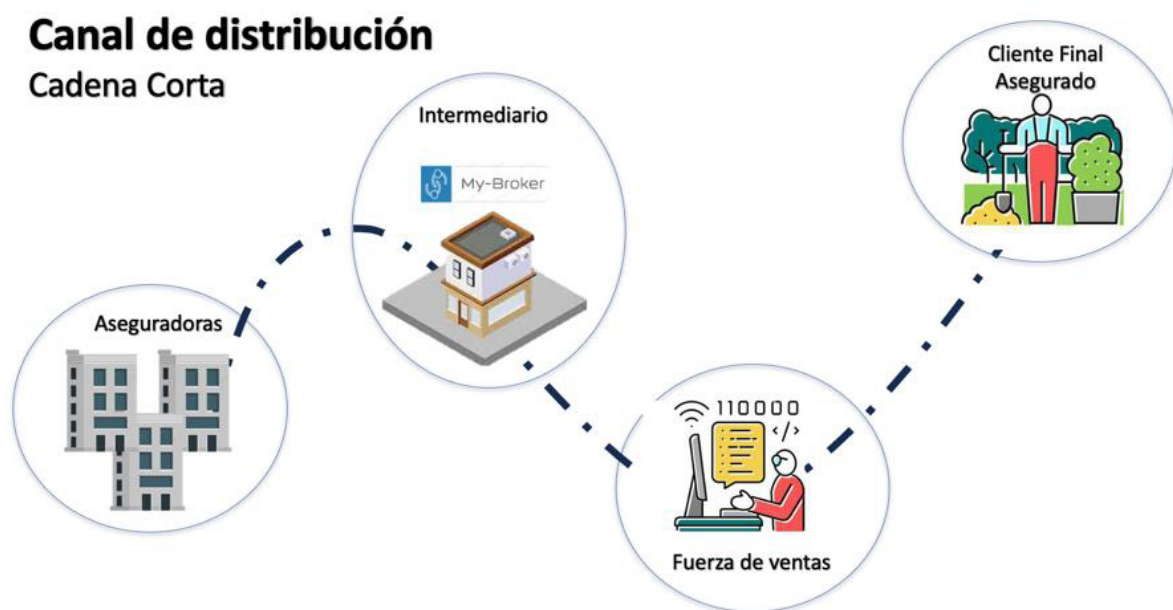 Canal de distribución
Cadena Corta
Cliente Final
Asegurado
Intermediario
My-Broker
Aseguradoras
110000
</>
Fuerza de ventas